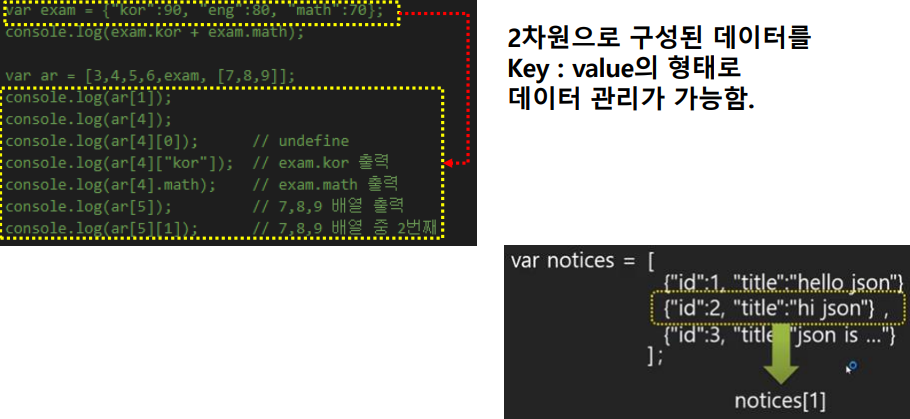 var exam = {"kor":90, "eng":80, "math":70};
console.log(exam.kor + exam.math);
var ar = [3,4,5,6,exam, [7,8,9]];
console.log(ar[1]);
console.log(ar[4]);
console.log(ar[4][0]); // undefine
console.log(ar[4]["kor"]); // exam.kor 출력
console.log(ar[4].math); // exam.math 출력
console.log(ar[5]); // 7,8,9 배열 출력
console.log(ar[5][1]); // 7,8,9 배열 중 2번째
2차원으로 구성된 데이터를
Key : value의 형태로
데이터 관리가 가능함.
var notices = [
{"id":1, "title":"hello json"}
{"id":2, "title":"hi json"} ,
{"id":3, "title":"json is ..."}
];
notices[1]